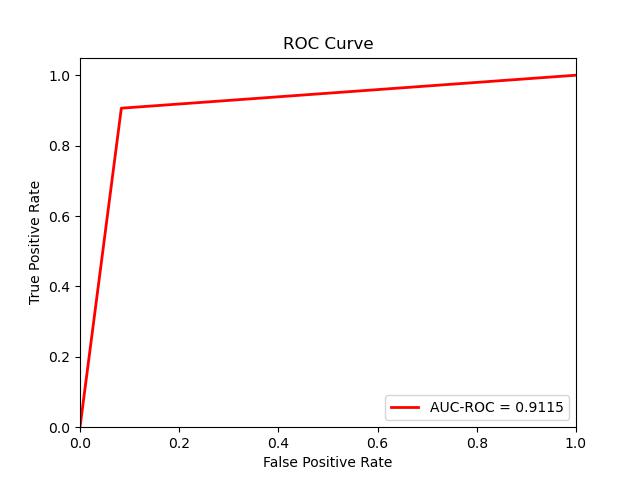 ROC Curve
True Positive Rate
1.0
0.8
0.6
0.4
0.2
0.0
AUC-ROC = 0.9115
0.0 0.2 0.4 0.6 0.8 1.0
False Positive Rate